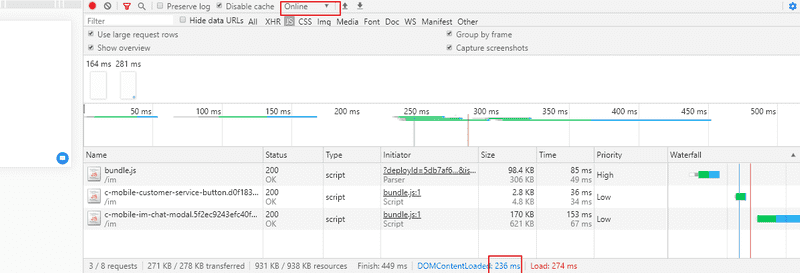 Preserve log Disable cache Online
Filter Hide data URLs All XHR JS CSS Img Media Font Doc WS Manifest Other
Use large request rows Group by frame
Show overview Capture screenshots
164 ms 281 ms
50 ms 100 ms 150 ms 200 ms 250 ms 300 ms 350 ms 400 ms 450 ms 500 ms
Name Status Type Initiator Size Time Priority Waterfall
bundle.js 200 script ?deployId=5db7af6...&is... 98.4 KB 85 ms High
/im OK Parser 306 KB 49 ms
c-mobile-customer-service-button.d0f183... 200 script bundle.js:1 2.8 KB 36 ms Low
/im OK Script 4.8 KB 34 ms
c-mobile-im-chat-modal.5f2ec9243efc40f... 200 script bundle.js:1 170 KB 153 ms Low
/im OK Script 621 KB 67 ms
3 / 8 requests 271 KB / 278 KB transferred 931 KB / 938 KB resources Finish: 449 ms DOMContentLoaded: 236 ms Load: 274 ms